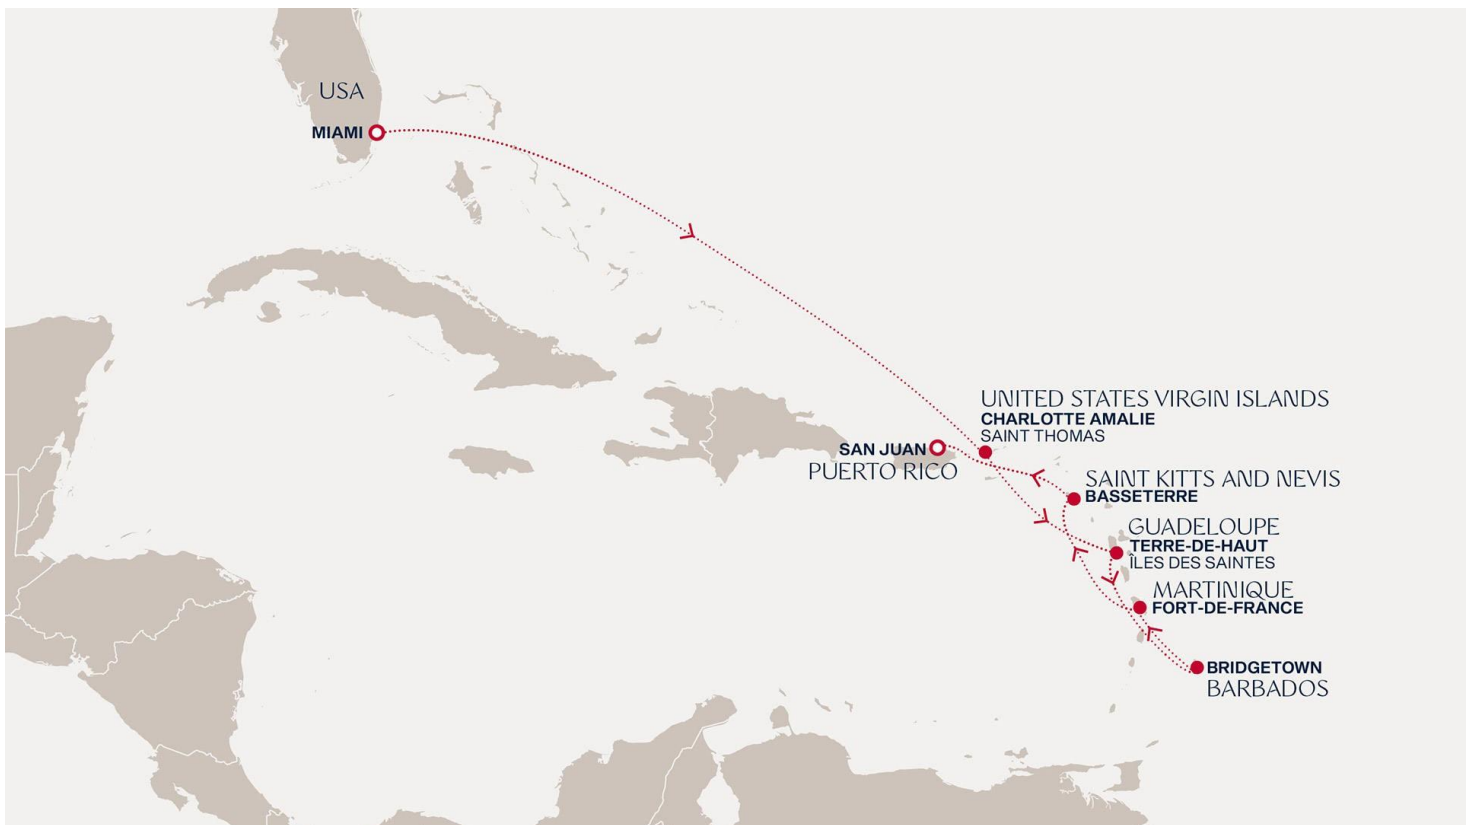 USA
MIAMI
UNITED STATES VIRGIN ISLANDS
CHARLOTTE AMALIE
SAINT THOMAS
SAN JUAN
PUERTO RICO
SAINT KITTS AND NEVIS
BASSETERRE
GUADELOUPE
TERRE-DE-HAUT
ÎLES DES SAINTES
MARTINIQUE
FORT-DE-FRANCE
BRIDGETOWN
BARBADOS